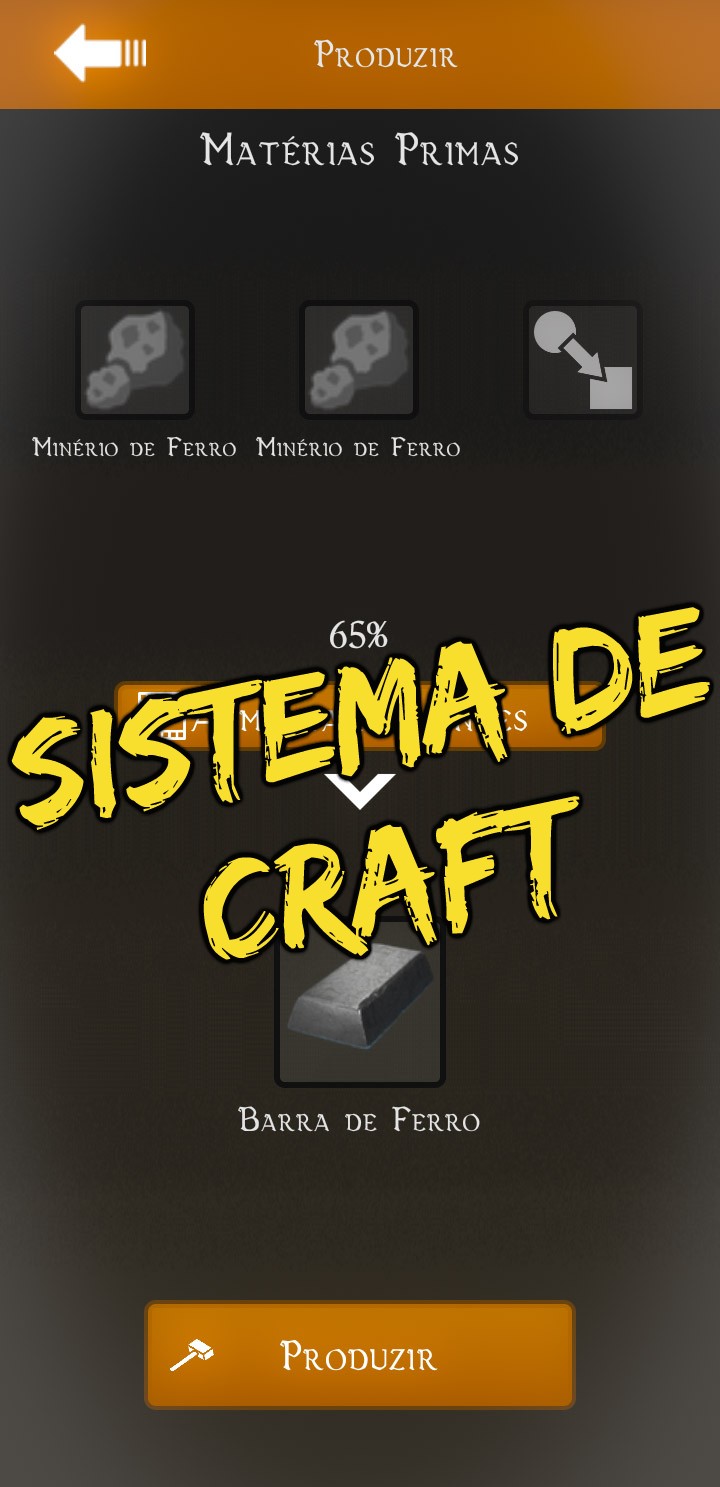 Produzir
Matérias Primas
Minério de Ferro Minério de Ferro
65%
SISTEMA DE
CRAFT
Barra de Ferro
Produzir